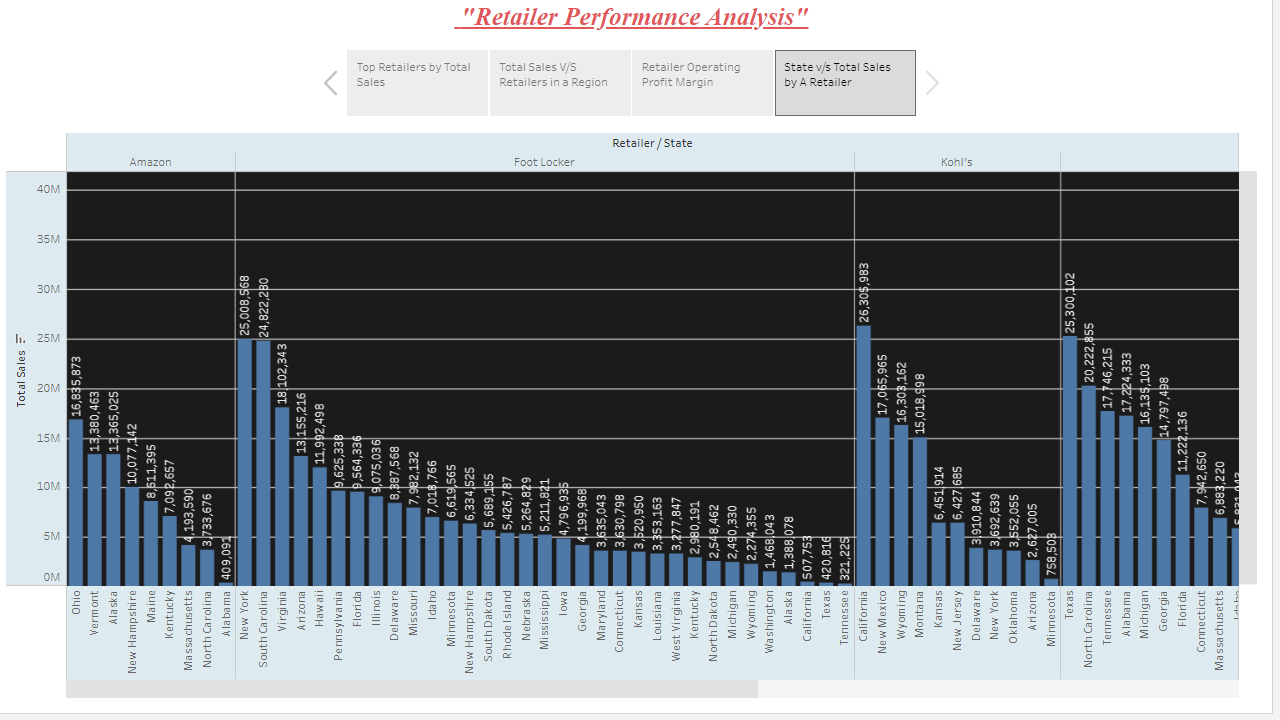 "Retailer Performance Analysis"
Top Retailers by Total
Sales
Total Sales V/S
Retailers in a Region
Retailer Operating
Profit Margin
State v/s Total Sales
by A Retailer
Retailer / State
Amazon
Foot Locker
Kohl's
Total Sales
40M
35M
30M
25M
20M
15M
10M
5M
0M
16,835,873
13,380,463
13,365,025
10,077,142
8,511,395
7,092,657
4,193,590
3,733,676
409,091
25,008,568
24,822,280
18,102,343
13,155,216
11,992,498
9,625,338
9,564,336
9,075,036
8,387,568
7,982,132
7,018,766
6,619,565
6,334,525
5,689,155
5,426,787
5,264,829
5,211,821
4,796,935
4,199,968
3,635,043
3,630,798
3,520,950
3,353,163
3,277,847
2,980,191
2,548,462
2,490,330
2,274,355
1,468,043
1,388,078
507,753
420,816
321,225
26,305,983
17,065,965
16,303,162
15,018,998
6,451,914
6,427,685
3,910,844
3,692,639
3,552,055
2,627,005
758,503
25,300,102
20,222,855
17,746,215
17,224,333
16,135,103
14,797,498
11,222,136
7,942,650
6,883,220
Ohio
Vermont
Alaska
New Hampshire
Maine
Kentucky
Massachusetts
North Carolina
Alabama
New York
South Carolina
Virginia
Arizona
Hawaii
Pennsylvania
Nevada
Illinois
Delaware
Missouri
Idaho
Minnesota
New Hampshire
South Dakota
Rhode Island
Nebraska
Mississippi
Iowa
Georgia
Maryland
Connecticut
Kansas
Louisiana
West Virginia
Kentucky
North Dakota
Michigan
Wyoming
Washington
Alaska
California
Texas
Tennessee
California
New Mexico
Wyoming
Montana
Kansas
New Jersey
Delaware
New York
Oklahoma
Arizona
Minnesota
Texas
North Carolina
Tennessee
Alabama
Michigan
Georgia
Florida
Connecticut
Massachusetts